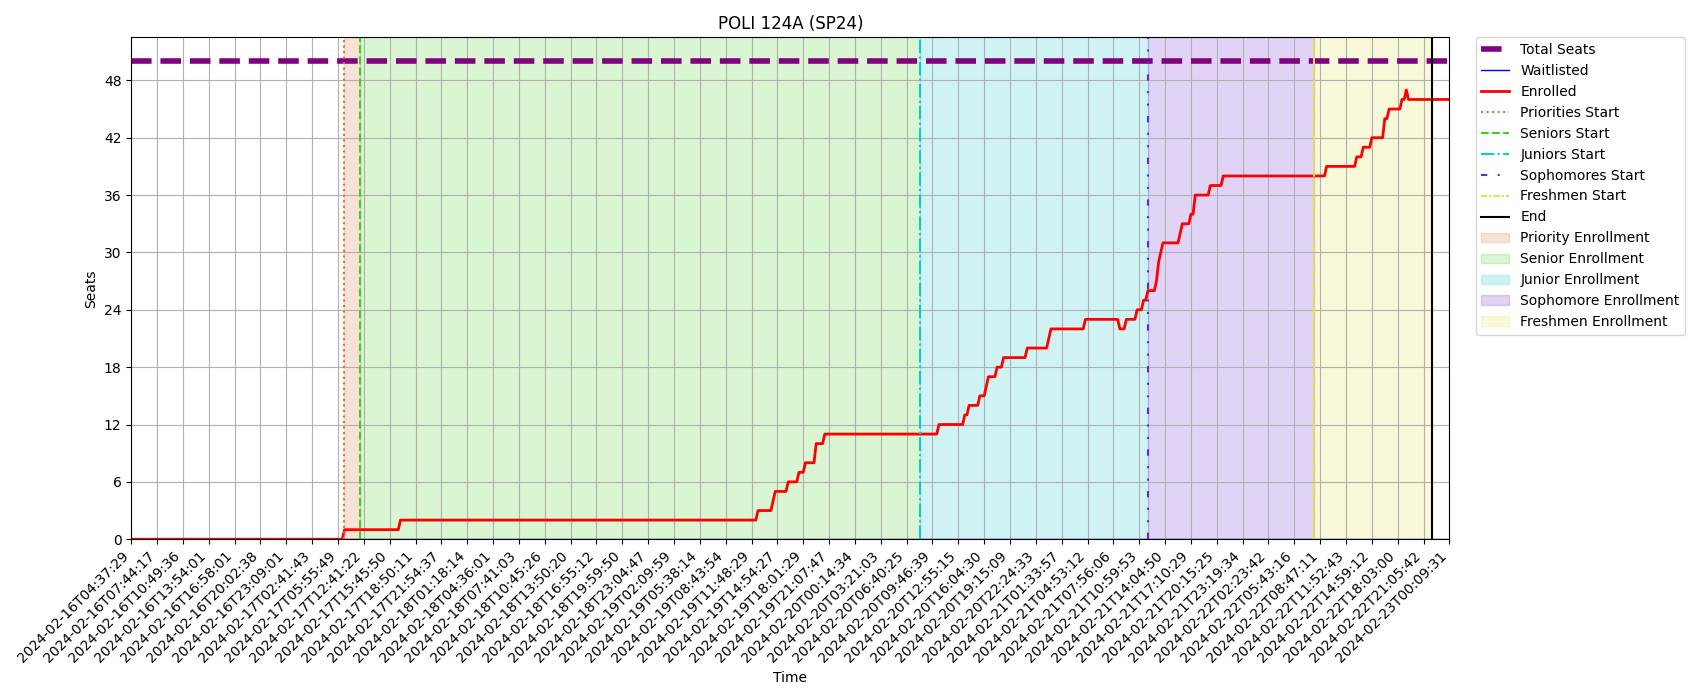 POLI 124A (SP24)
Seats
48
42
36
30
24
18
12
6
0
2024-02-16T04:37:29
2024-02-16T07:44:17
2024-02-16T10:49:36
2024-02-16T13:54:01
2024-02-16T16:58:01
2024-02-16T20:02:38
2024-02-16T23:09:01
2024-02-17T02:41:43
2024-02-17T05:55:49
2024-02-17T12:41:22
2024-02-17T15:45:50
2024-02-17T18:50:11
2024-02-17T21:54:37
2024-02-18T01:18:14
2024-02-18T04:36:01
2024-02-18T07:41:03
2024-02-18T10:45:26
2024-02-18T13:50:20
2024-02-18T16:55:12
2024-02-18T19:59:50
2024-02-18T23:04:47
2024-02-19T02:09:59
2024-02-19T05:38:14
2024-02-19T08:43:54
2024-02-19T11:48:29
2024-02-19T14:54:27
2024-02-19T18:01:29
2024-02-19T21:07:47
2024-02-20T00:14:34
2024-02-20T03:21:03
2024-02-20T06:40:25
2024-02-20T09:46:39
2024-02-20T12:55:15
2024-02-20T16:04:30
2024-02-20T19:15:09
2024-02-20T22:24:33
2024-02-21T01:33:57
2024-02-21T04:53:12
2024-02-21T07:56:06
2024-02-21T10:59:53
2024-02-21T14:04:50
2024-02-21T17:10:29
2024-02-21T20:15:25
2024-02-21T23:19:34
2024-02-22T02:23:42
2024-02-22T05:43:16
2024-02-22T08:47:11
2024-02-22T11:52:43
2024-02-22T14:59:12
2024-02-22T18:03:00
2024-02-22T21:05:42
2024-02-23T00:09:31
Time
Total Seats
Waitlisted
Enrolled
Priorities Start
Seniors Start
Juniors Start
Sophomores Start
Freshmen Start
End
Priority Enrollment
Senior Enrollment
Junior Enrollment
Sophomore Enrollment
Freshmen Enrollment